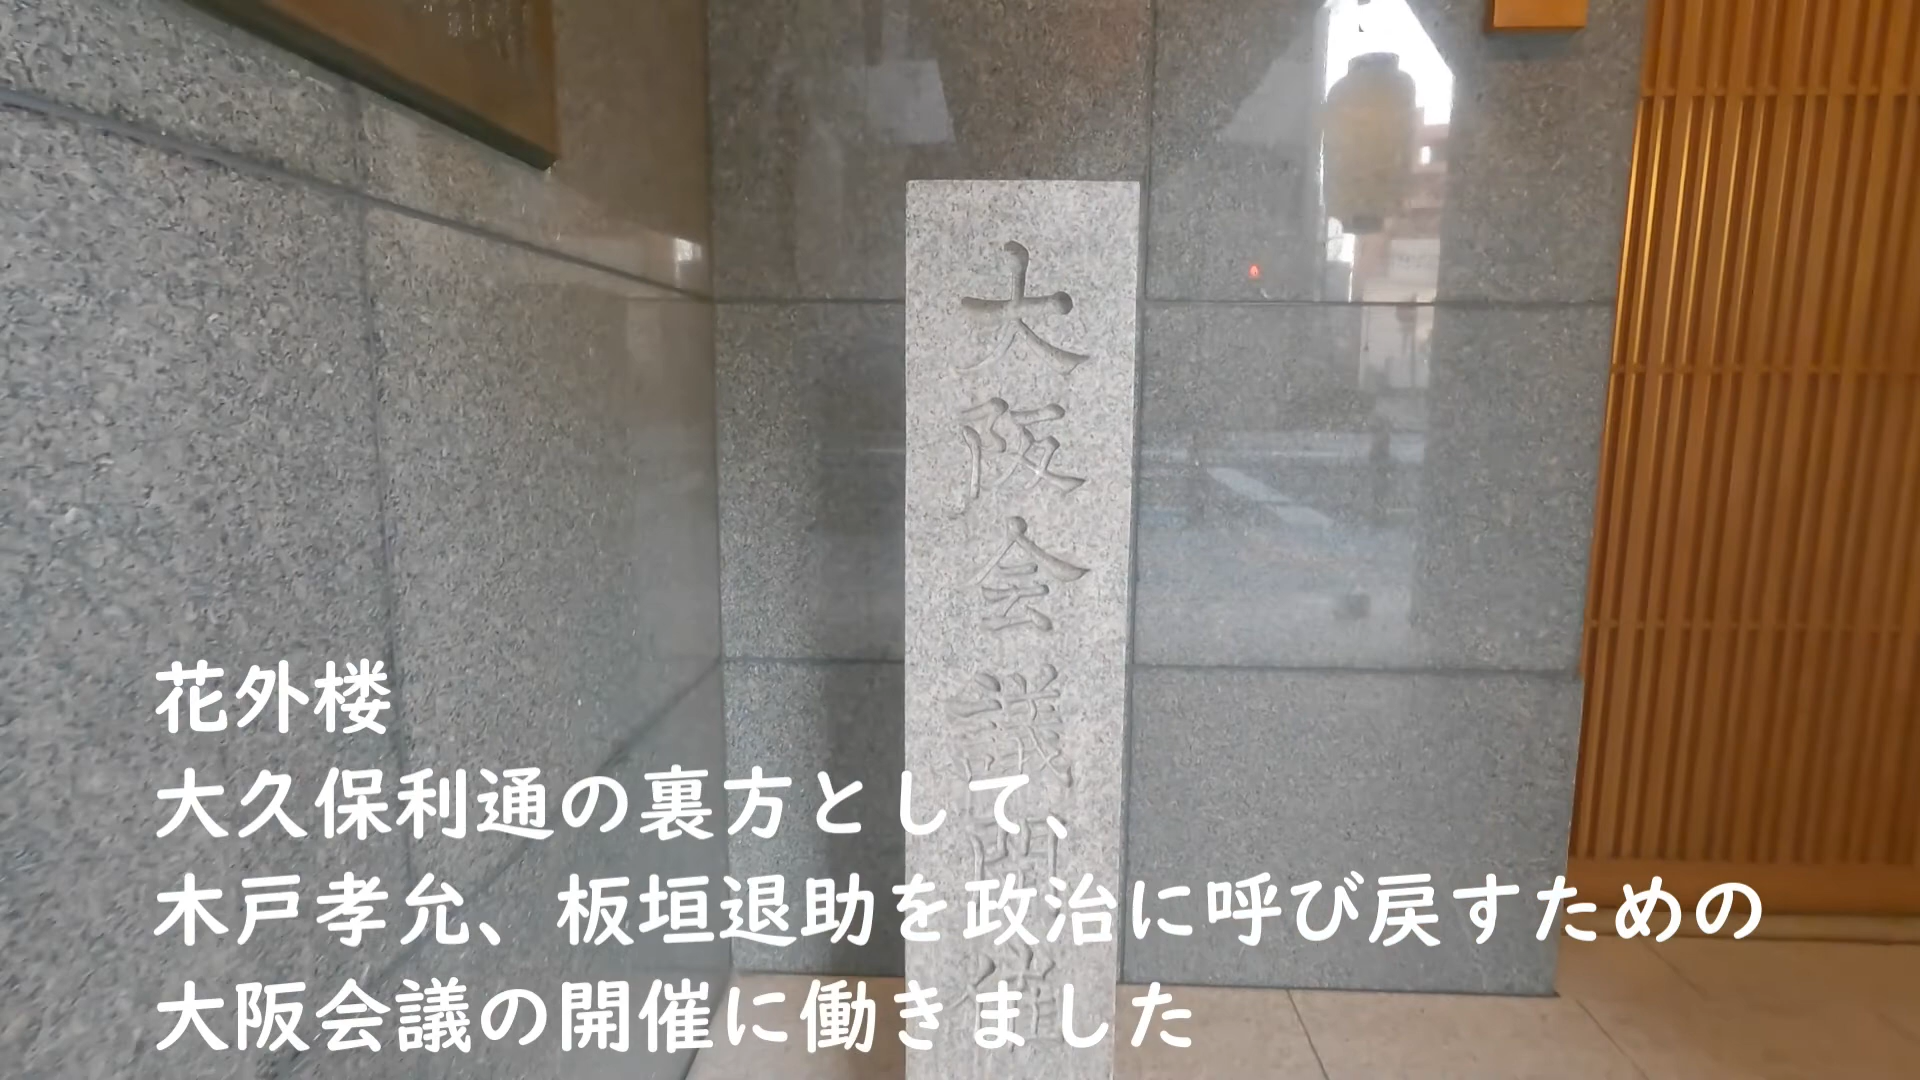 大阪会議開催
花外楼
大久保利通の裏方として、
木戸孝允、板垣退助を政治に呼び戻すための
大阪会議の開催に働きました